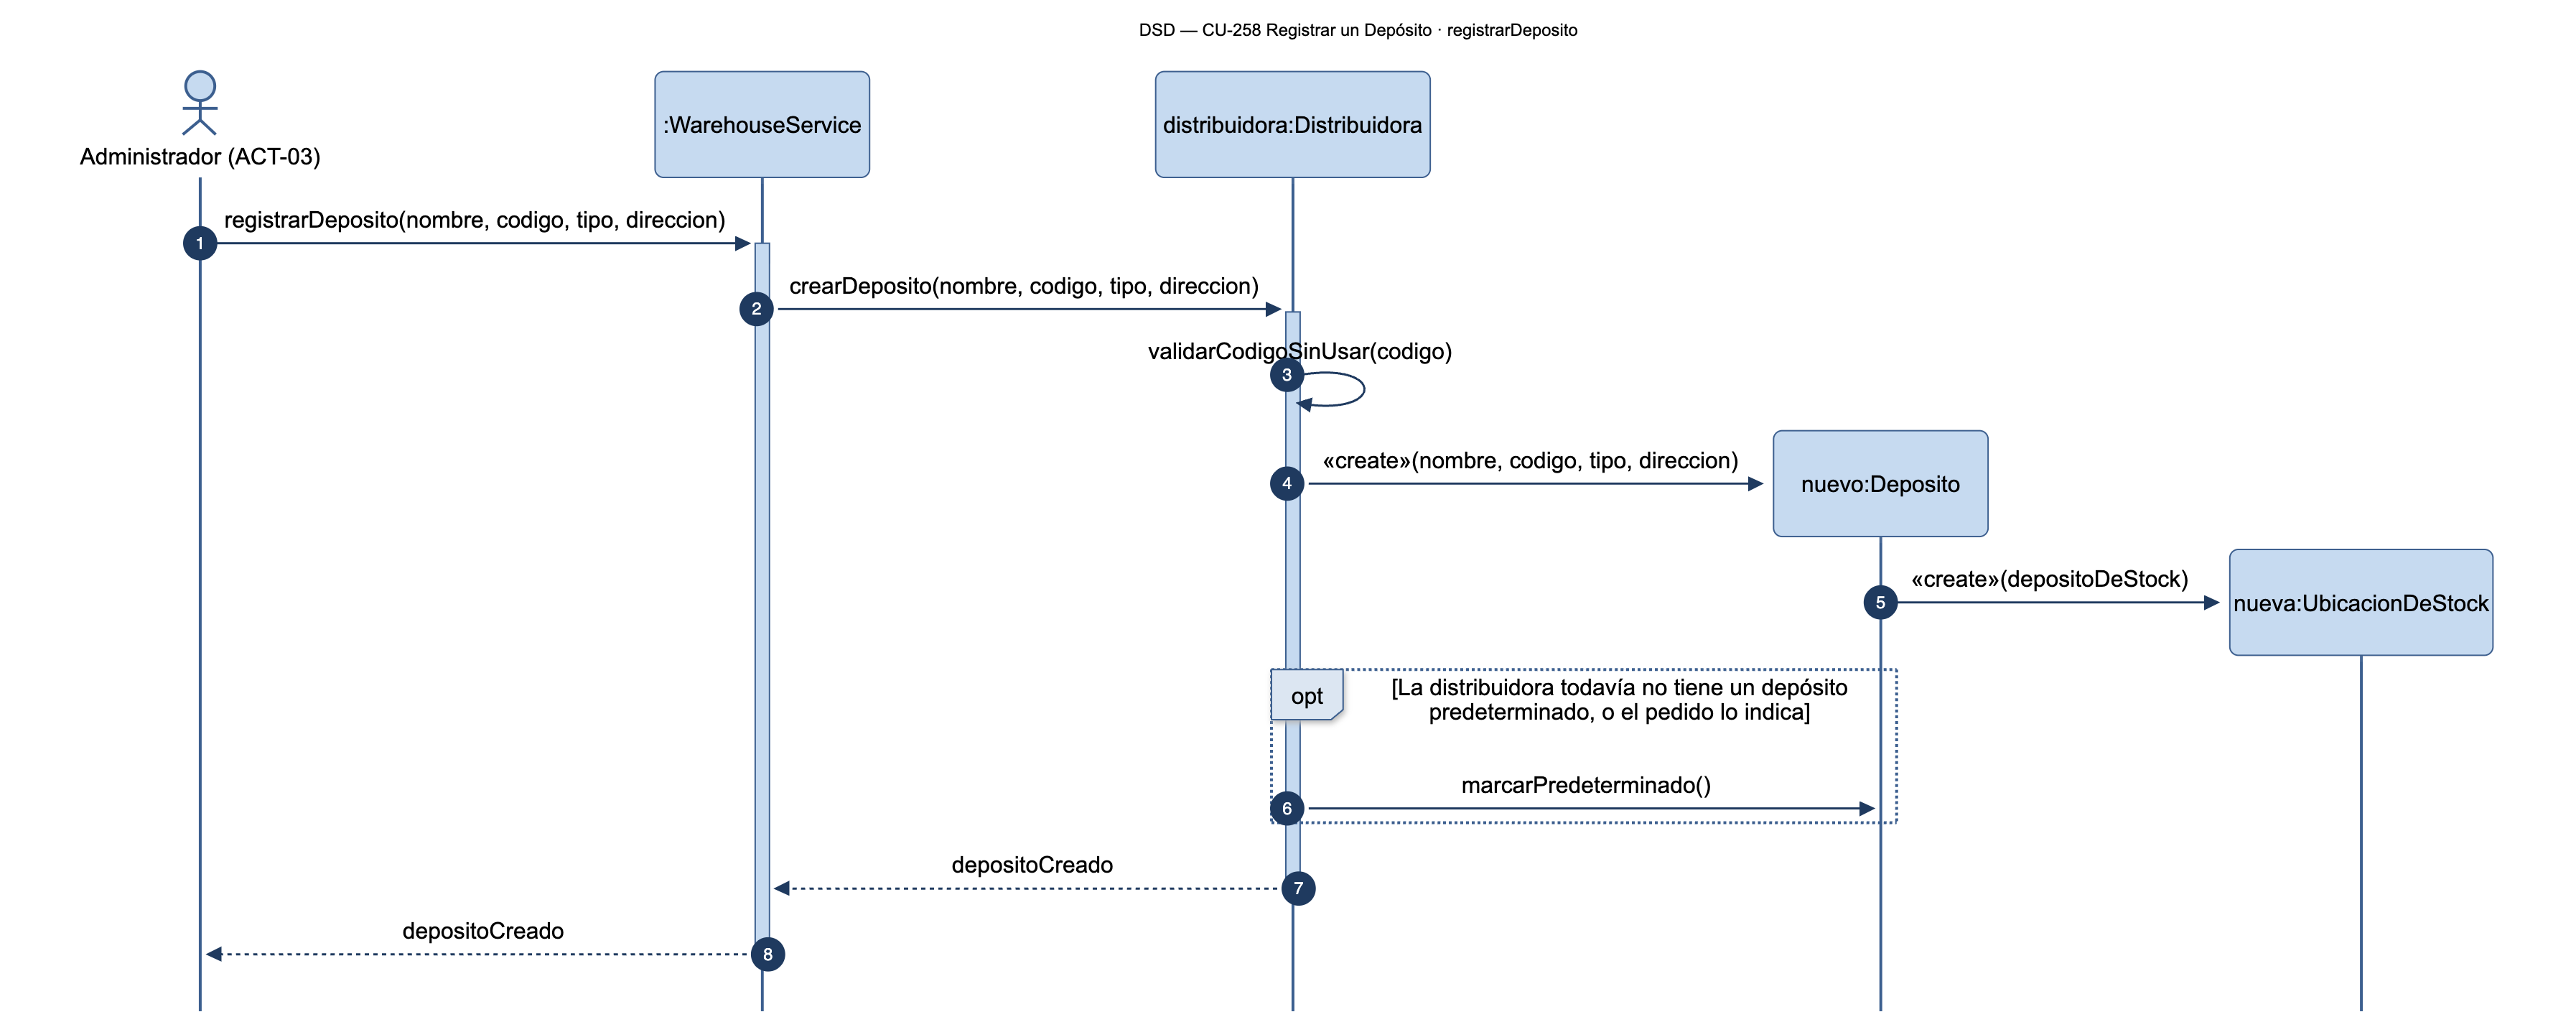 DSD — CU-258 Registrar un Depósito · registrarDeposito
Administrador (ACT-03)
:WarehouseService
distribuidora:Distribuidora
registrarDeposito(nombre, codigo, tipo, direccion)
1
crearDeposito(nombre, codigo, tipo, direccion)
2
validarCodigoSinUsar(codigo)
3
«create»(nombre, codigo, tipo, direccion)
4
nuevo:Deposito
«create»(depositoDeStock)
5
nueva:UbicacionDeStock
opt
[La distribuidora todavía no tiene un depósito
predeterminado, o el pedido lo indica]
marcarPredeterminado()
6
depositoCreado
7
depositoCreado
8